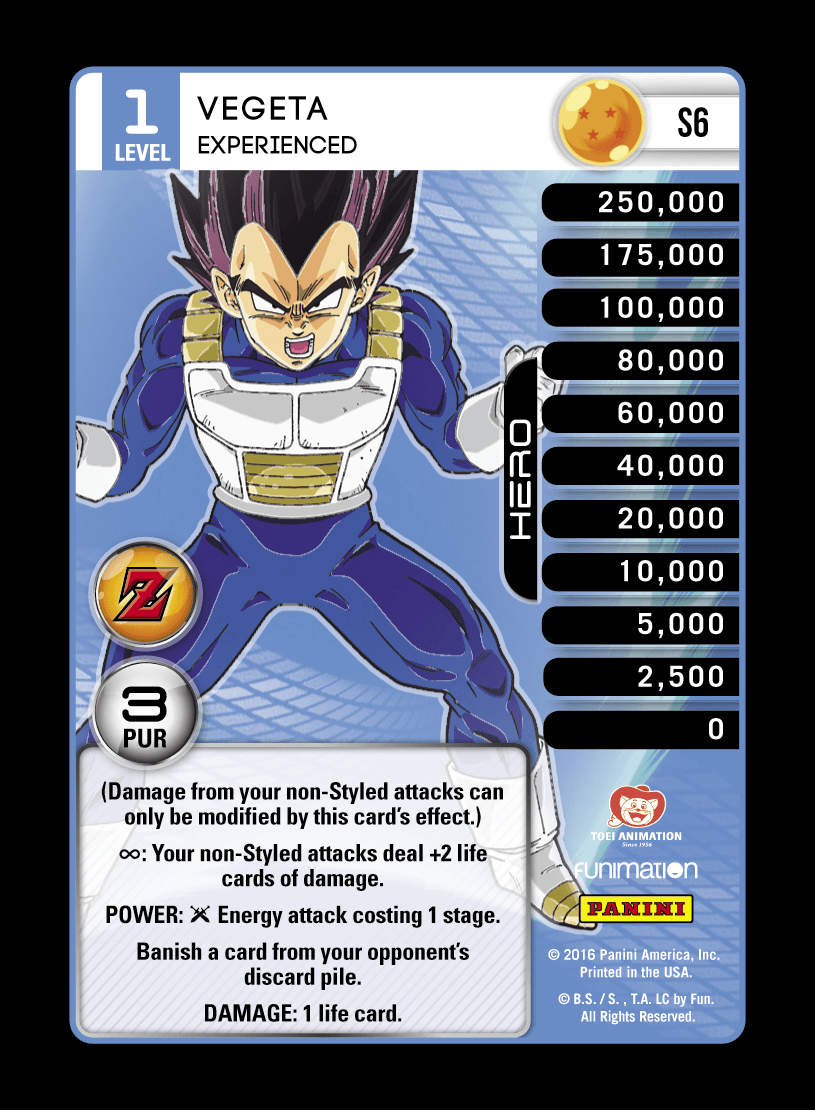 1
LEVEL
VEGETA
EXPERIENCED
S6
250,000
175,000
100,000
80,000
60,000
40,000
20,000
10,000
5,000
2,500
0
HERO
Z
3
PUR
(Damage from your non-Styled attacks can
only be modified by this card's effect.)
∞: Your non-Styled attacks deal +2 life
cards of damage.
POWER: Energy attack costing 1 stage.
Banish a card from your opponent's
discard pile.
DAMAGE: 1 life card.
TOEI ANIMATION
Since 1956
FUNIMATION
PANINI
© 2016 Panini America, Inc.
Printed in the USA.
© B.S. / S. , T.A. LC by Fun.
All Rights Reserved.